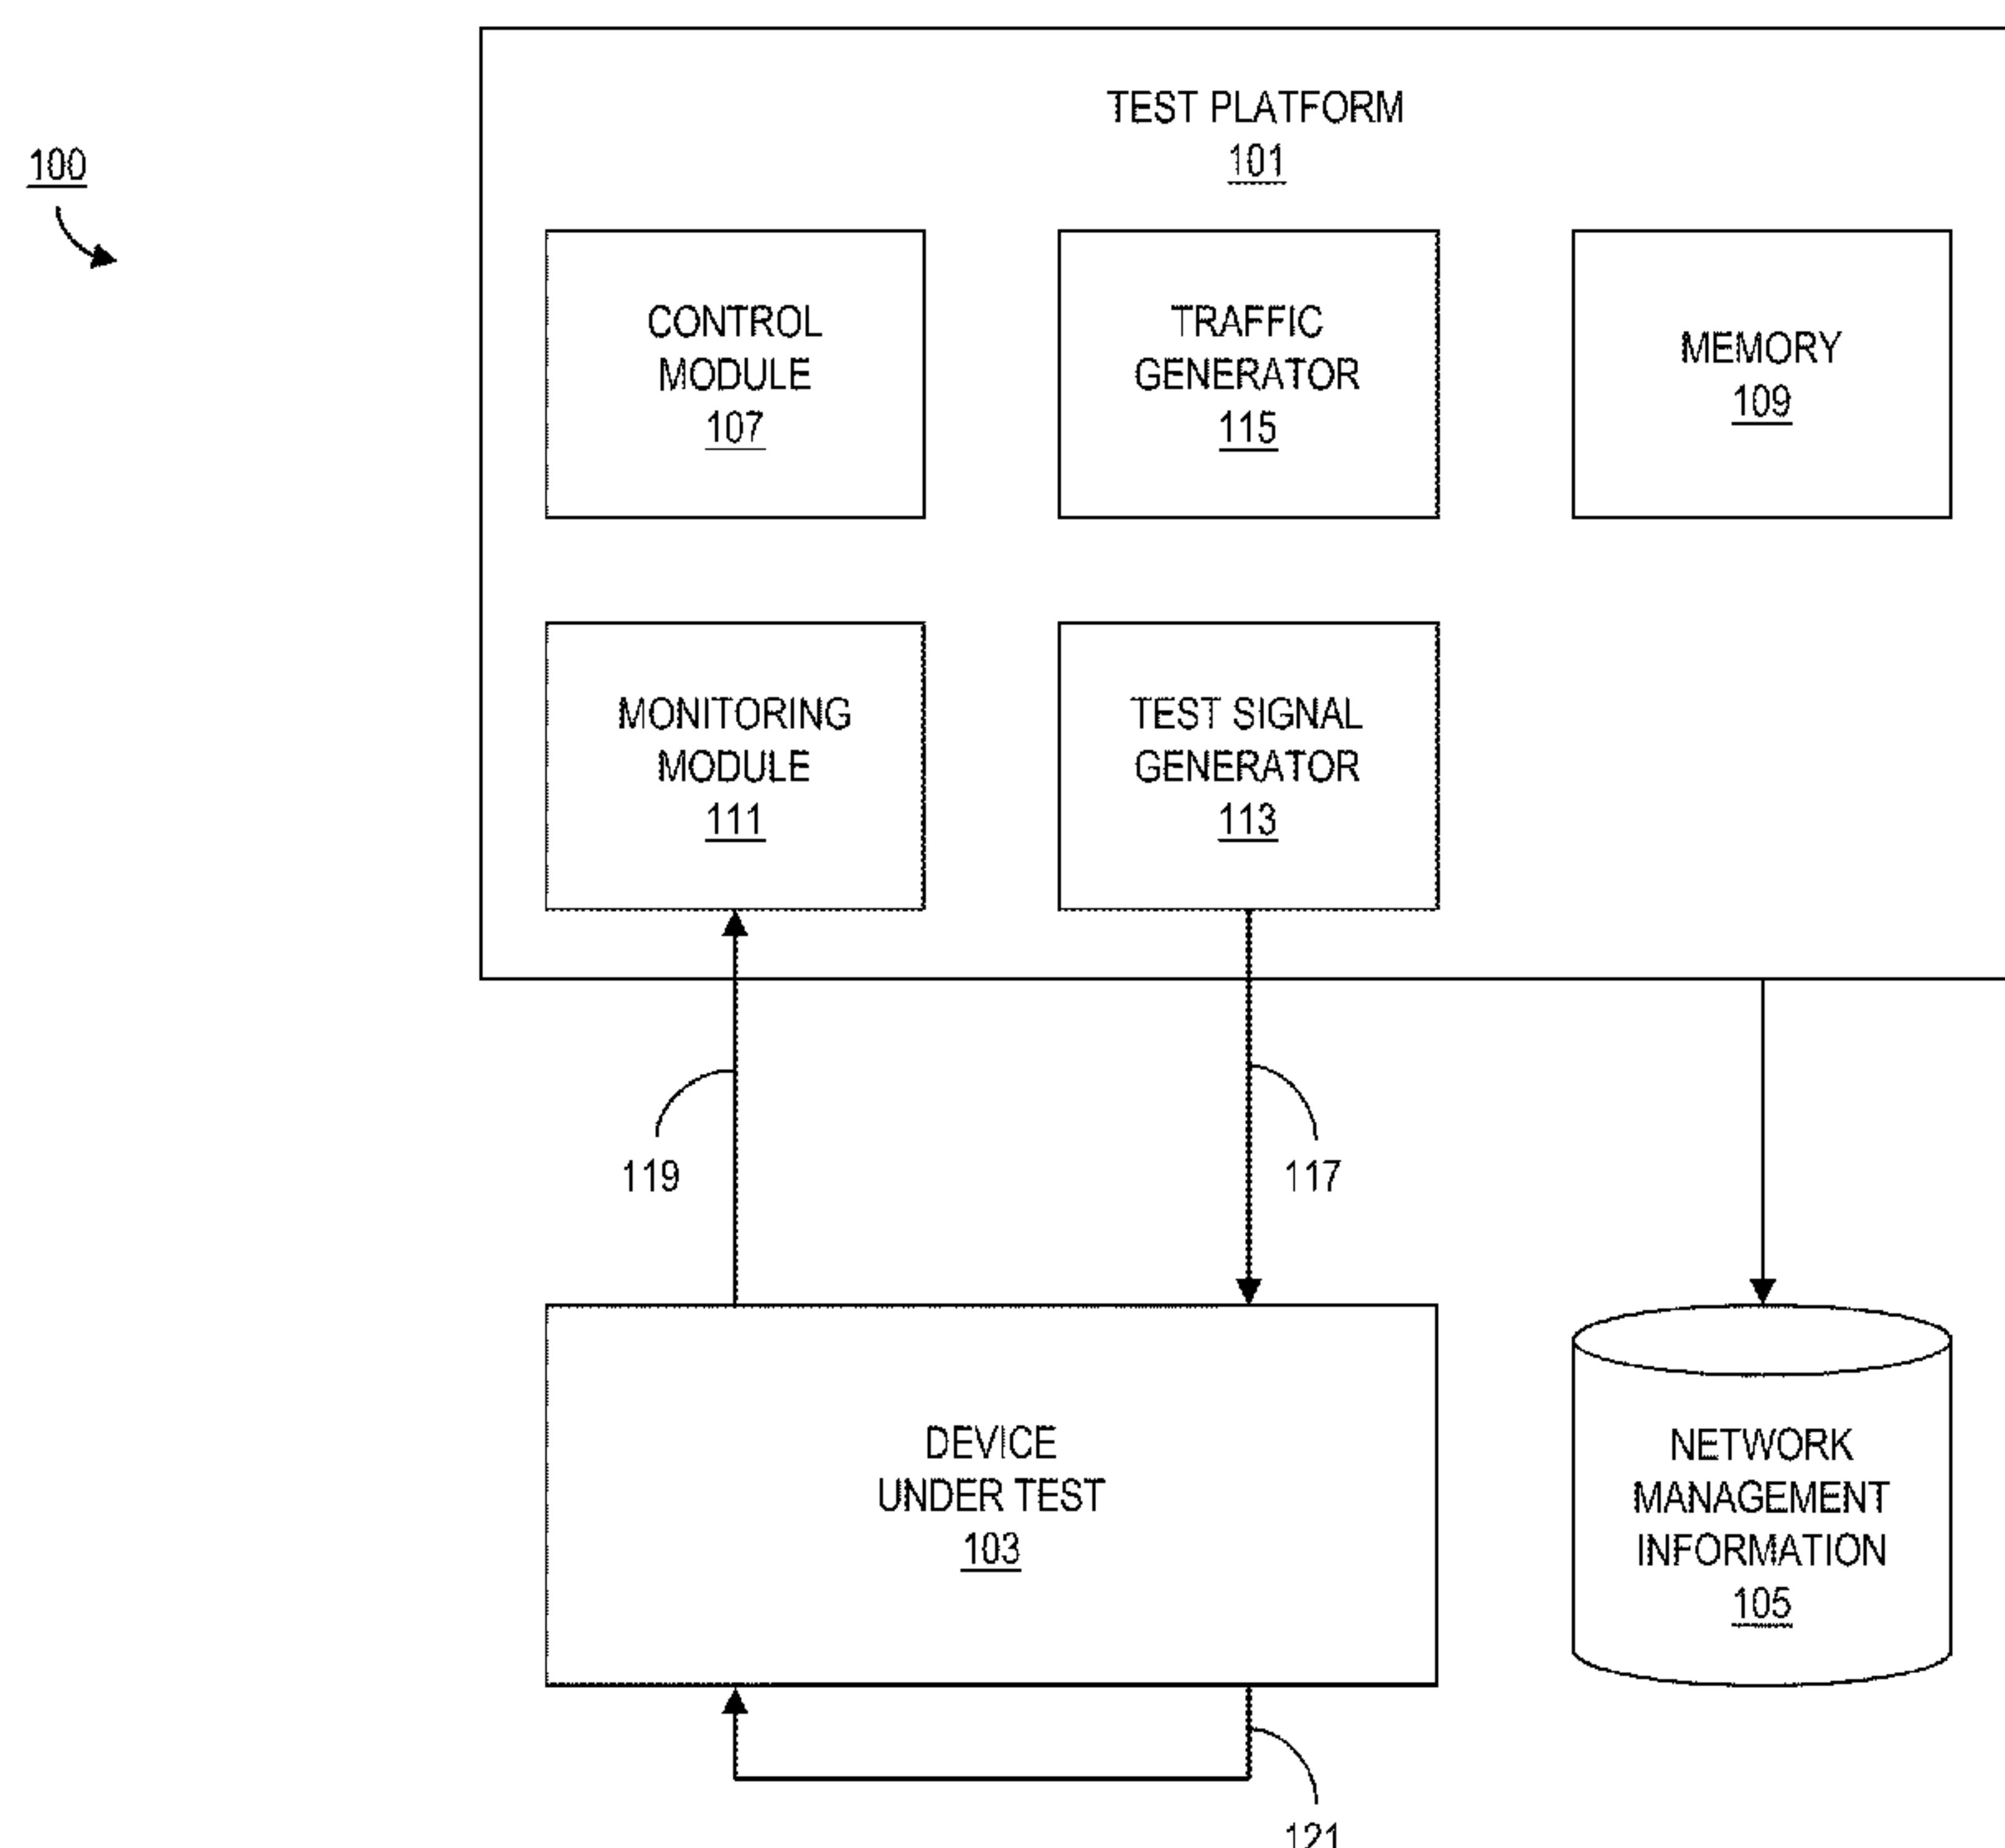 100
TEST PLATFORM
101
CONTROL
MODULE
107
TRAFFIC
GENERATOR
115
MEMORY
109
MONITORING
MODULE
111
TEST SIGNAL
GENERATOR
113
119
117
DEVICE
UNDER TEST
103
NETWORK
MANAGEMENT
INFORMATION
105
121